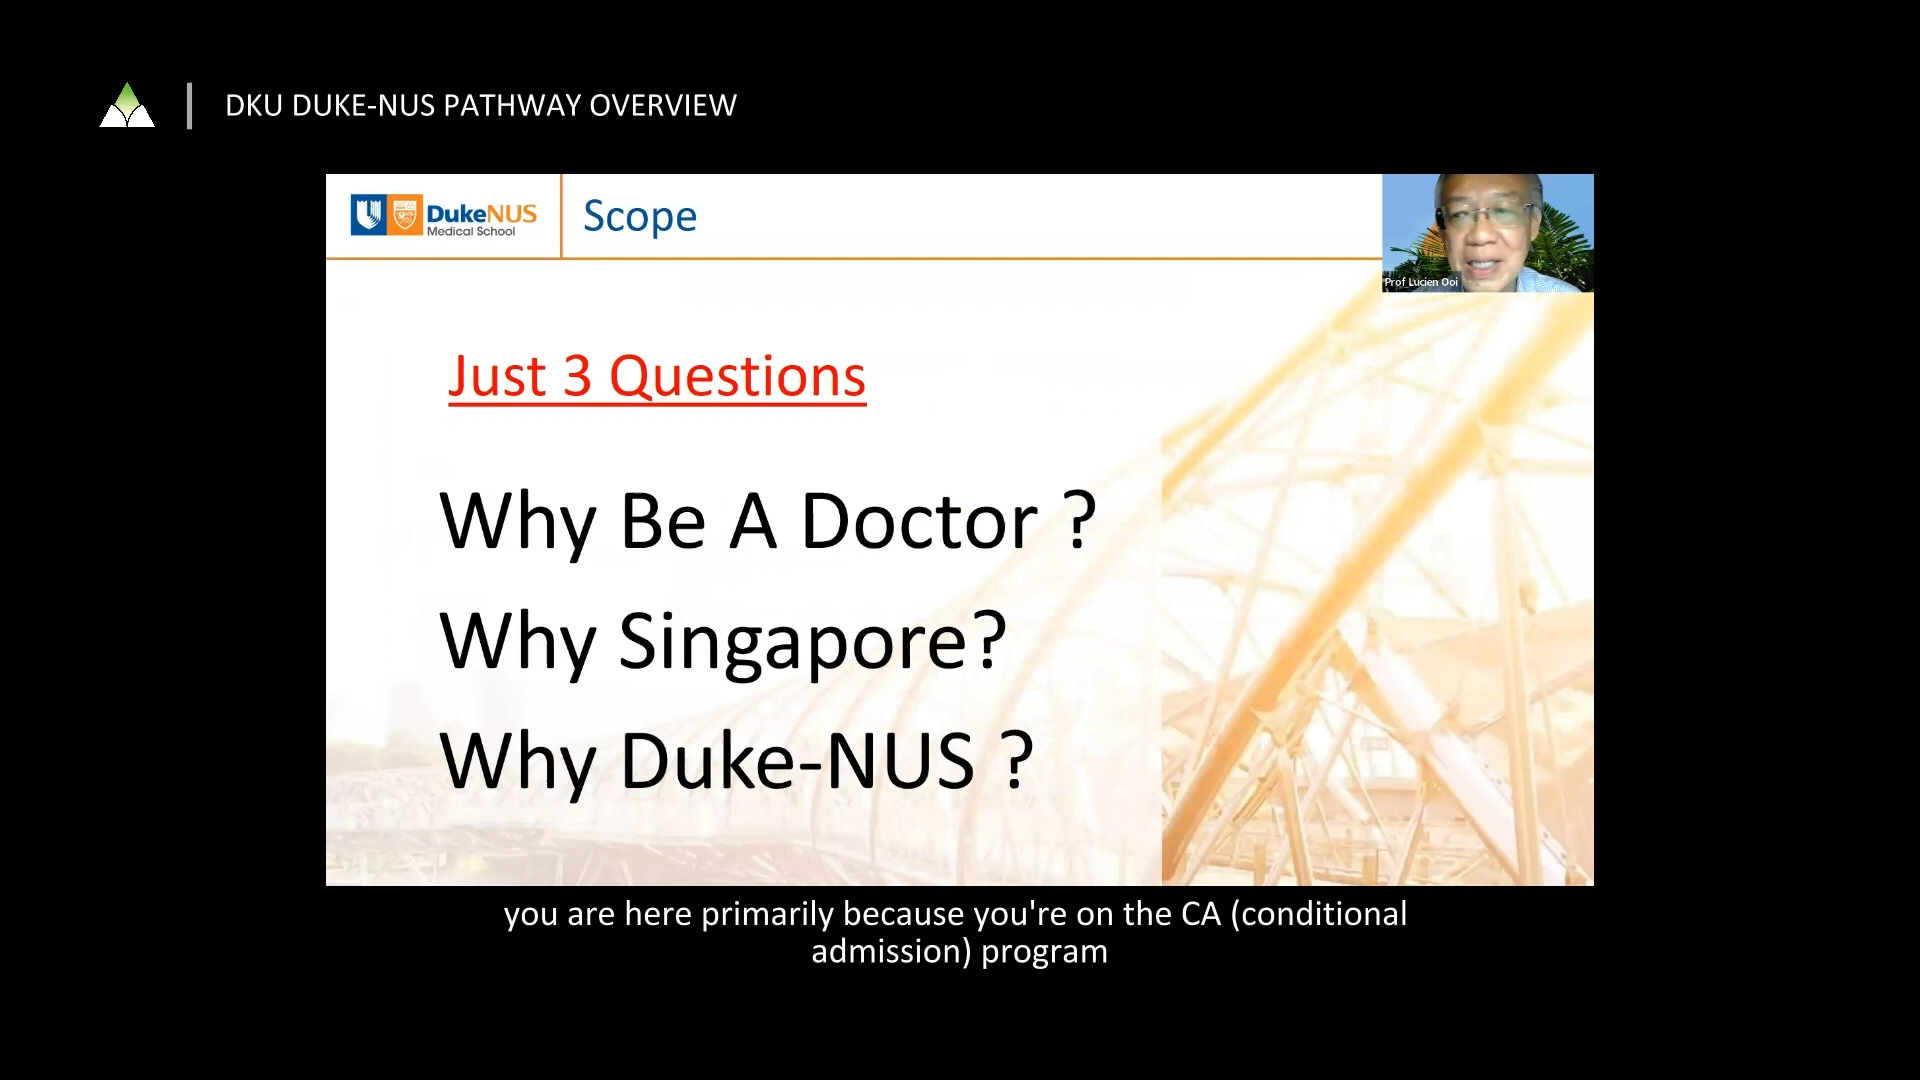 DKU DUKE-NUS PATHWAY OVERVIEW
DukeNUS
Medical School
Scope
Prof Lucien Ooi
Just 3 Questions
Why Be A Doctor ?
Why Singapore?
Why Duke-NUS ?
you are here primarily because you're on the CA (conditional
admission) program